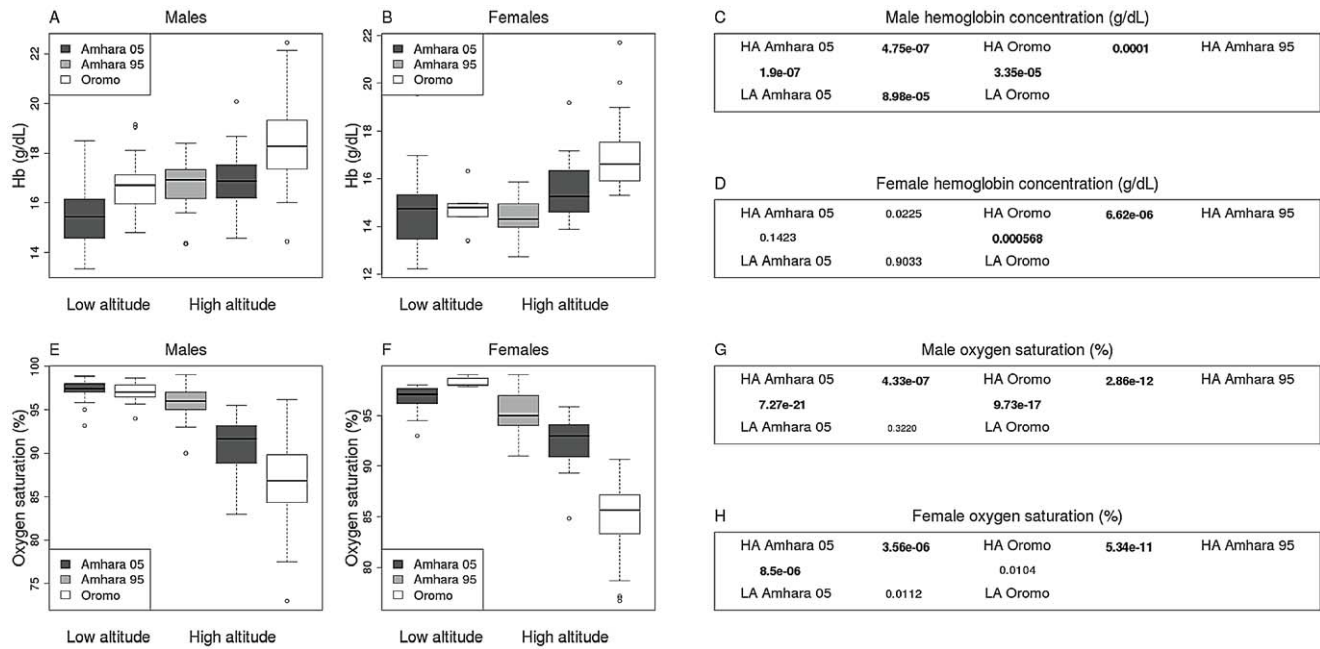 A Males
Hb (g/dL)
22
20
18
16
14
Amhara 05
Amhara 95
Oromo
Low altitude High altitude
B Females
Hb (g/dL)
22
20
18
16
14
12
Amhara 05
Amhara 95
Oromo
Low altitude High altitude
C Male hemoglobin concentration (g/dL)
HA Amhara 05 4.75e-07 HA Oromo 0.0001 HA Amhara 95
1.9e-07 3.35e-05
LA Amhara 05 8.98e-05 LA Oromo
D Female hemoglobin concentration (g/dL)
HA Amhara 05 0.0225 HA Oromo 6.62e-06 HA Amhara 95
0.1423 0.000568
LA Amhara 05 0.9033 LA Oromo
E Males
Oxygen saturation (%)
100
95
90
85
80
75
Amhara 05
Amhara 95
Oromo
Low altitude High altitude
F Females
Oxygen saturation (%)
95
90
85
80
Amhara 05
Amhara 95
Oromo
Low altitude High altitude
G Male oxygen saturation (%)
HA Amhara 05 4.33e-07 HA Oromo 2.86e-12 HA Amhara 95
7.27e-21 9.73e-17
LA Amhara 05 0.3220 LA Oromo
H Female oxygen saturation (%)
HA Amhara 05 3.56e-06 HA Oromo 5.34e-11 HA Amhara 95
8.5e-06 0.0104
LA Amhara 05 0.0112 LA Oromo